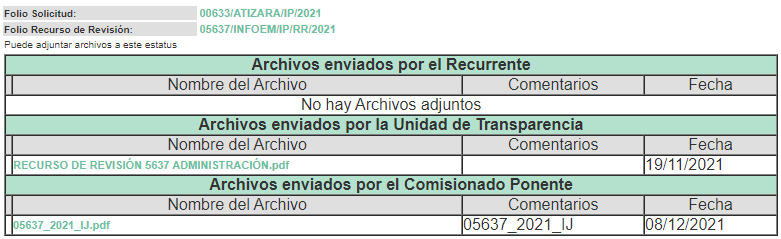 Folio Solicitud: 00633/ATIZARA/IP/2021
Folio Recurso de Revisión: 05637/INFOEM/IP/RR/2021
Puede adjuntar archivos a este estatus
Archivos enviados por el Recurrente
Nombre del Archivo Comentarios Fecha
No hay Archivos adjuntos
Archivos enviados por la Unidad de Transparencia
Nombre del Archivo Comentarios Fecha
RECURSO DE REVISIÓN 5637 ADMINISTRACIÓN.pdf 19/11/2021
Archivos enviados por el Comisionado Ponente
Nombre del Archivo Comentarios Fecha
05637_2021_IJ.pdf 05637_2021_IJ 08/12/2021